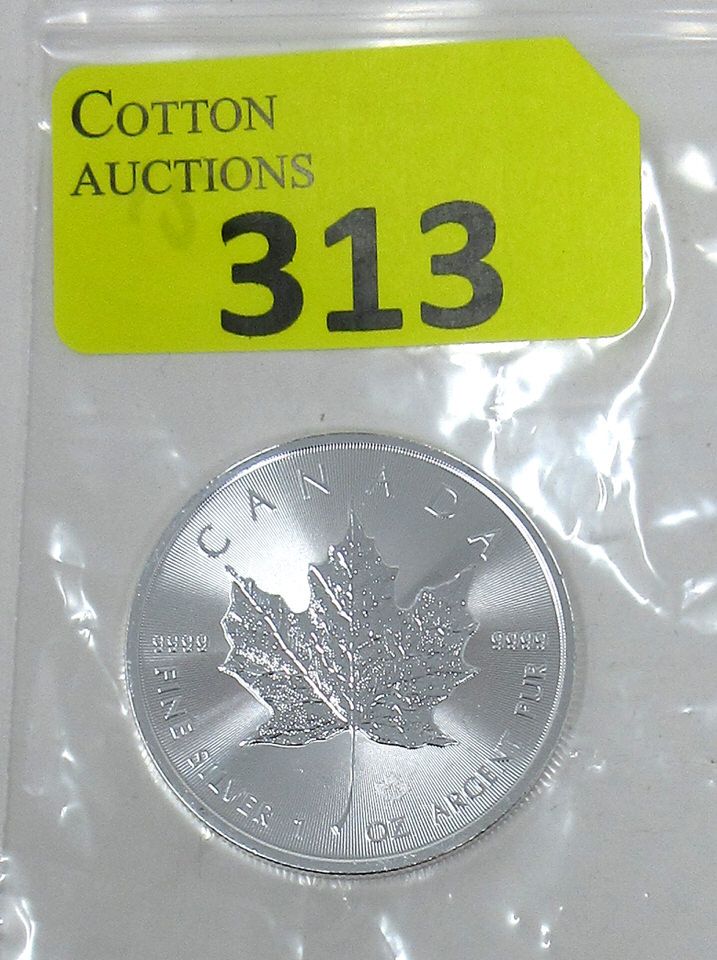 COTTON
AUCTIONS
313
CANADA
9999 9999
FINE SILVER 1 OZ ARGENT PUR